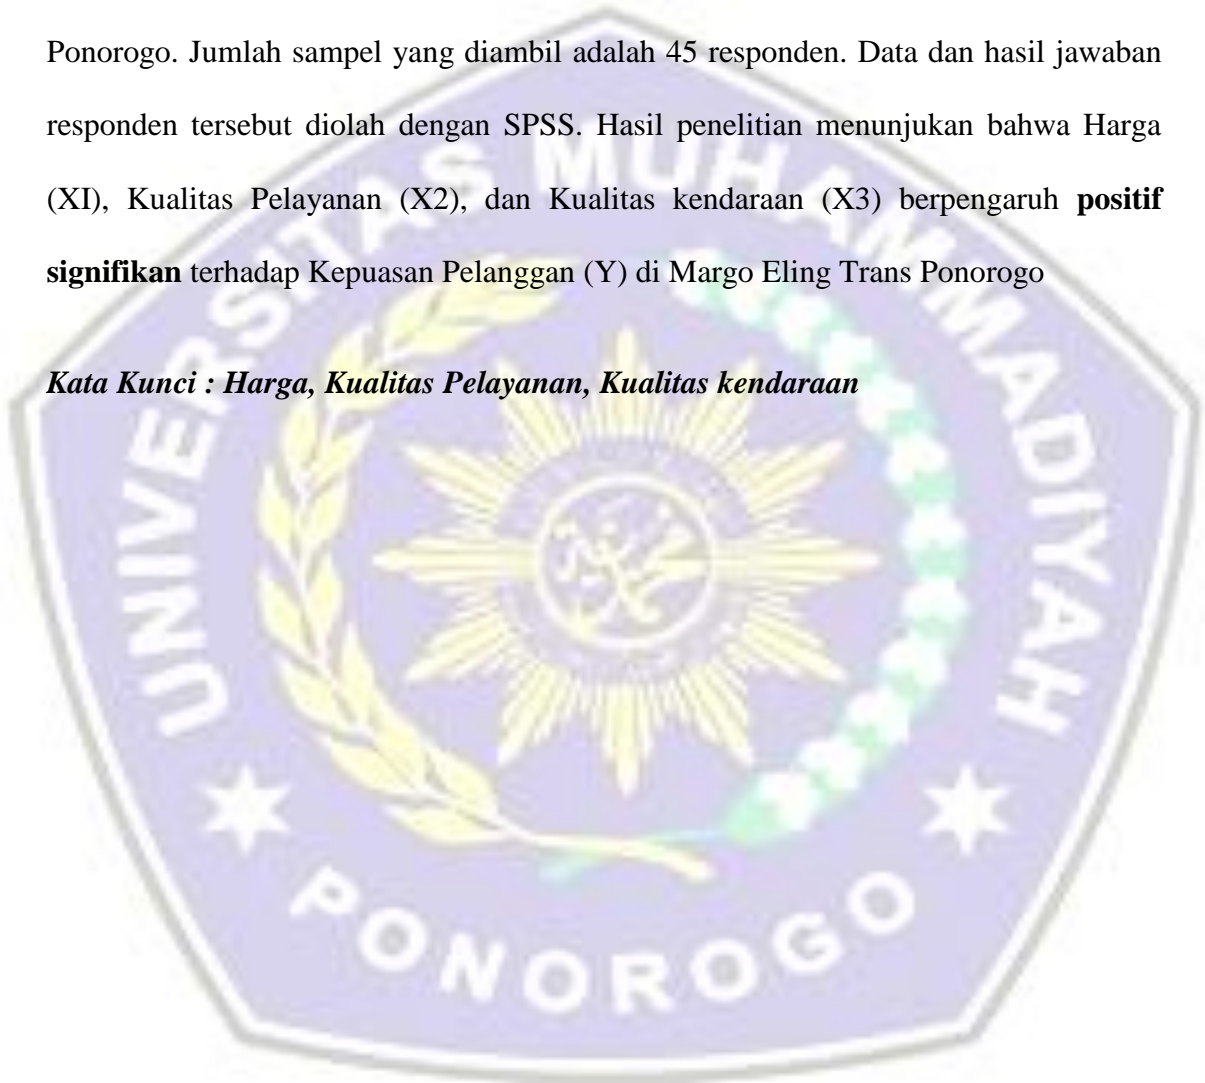 Ponorogo. Jumlah sampel yang diambil adalah 45 responden. Data dan hasil jawaban
responden tersebut diolah dengan SPSS. Hasil penelitian menunjukan bahwa Harga
(XI), Kualitas Pelayanan (X2), dan Kualitas kendaraan (X3) berpengaruh positif
signifikan terhadap Kepuasan Pelanggan (Y) di Margo Eling Trans Ponorogo
Kata Kunci : Harga, Kualitas Pelayanan, Kualitas kendaraan
UNIVERSITAS MUHAMMADIYAH
PONOROGO